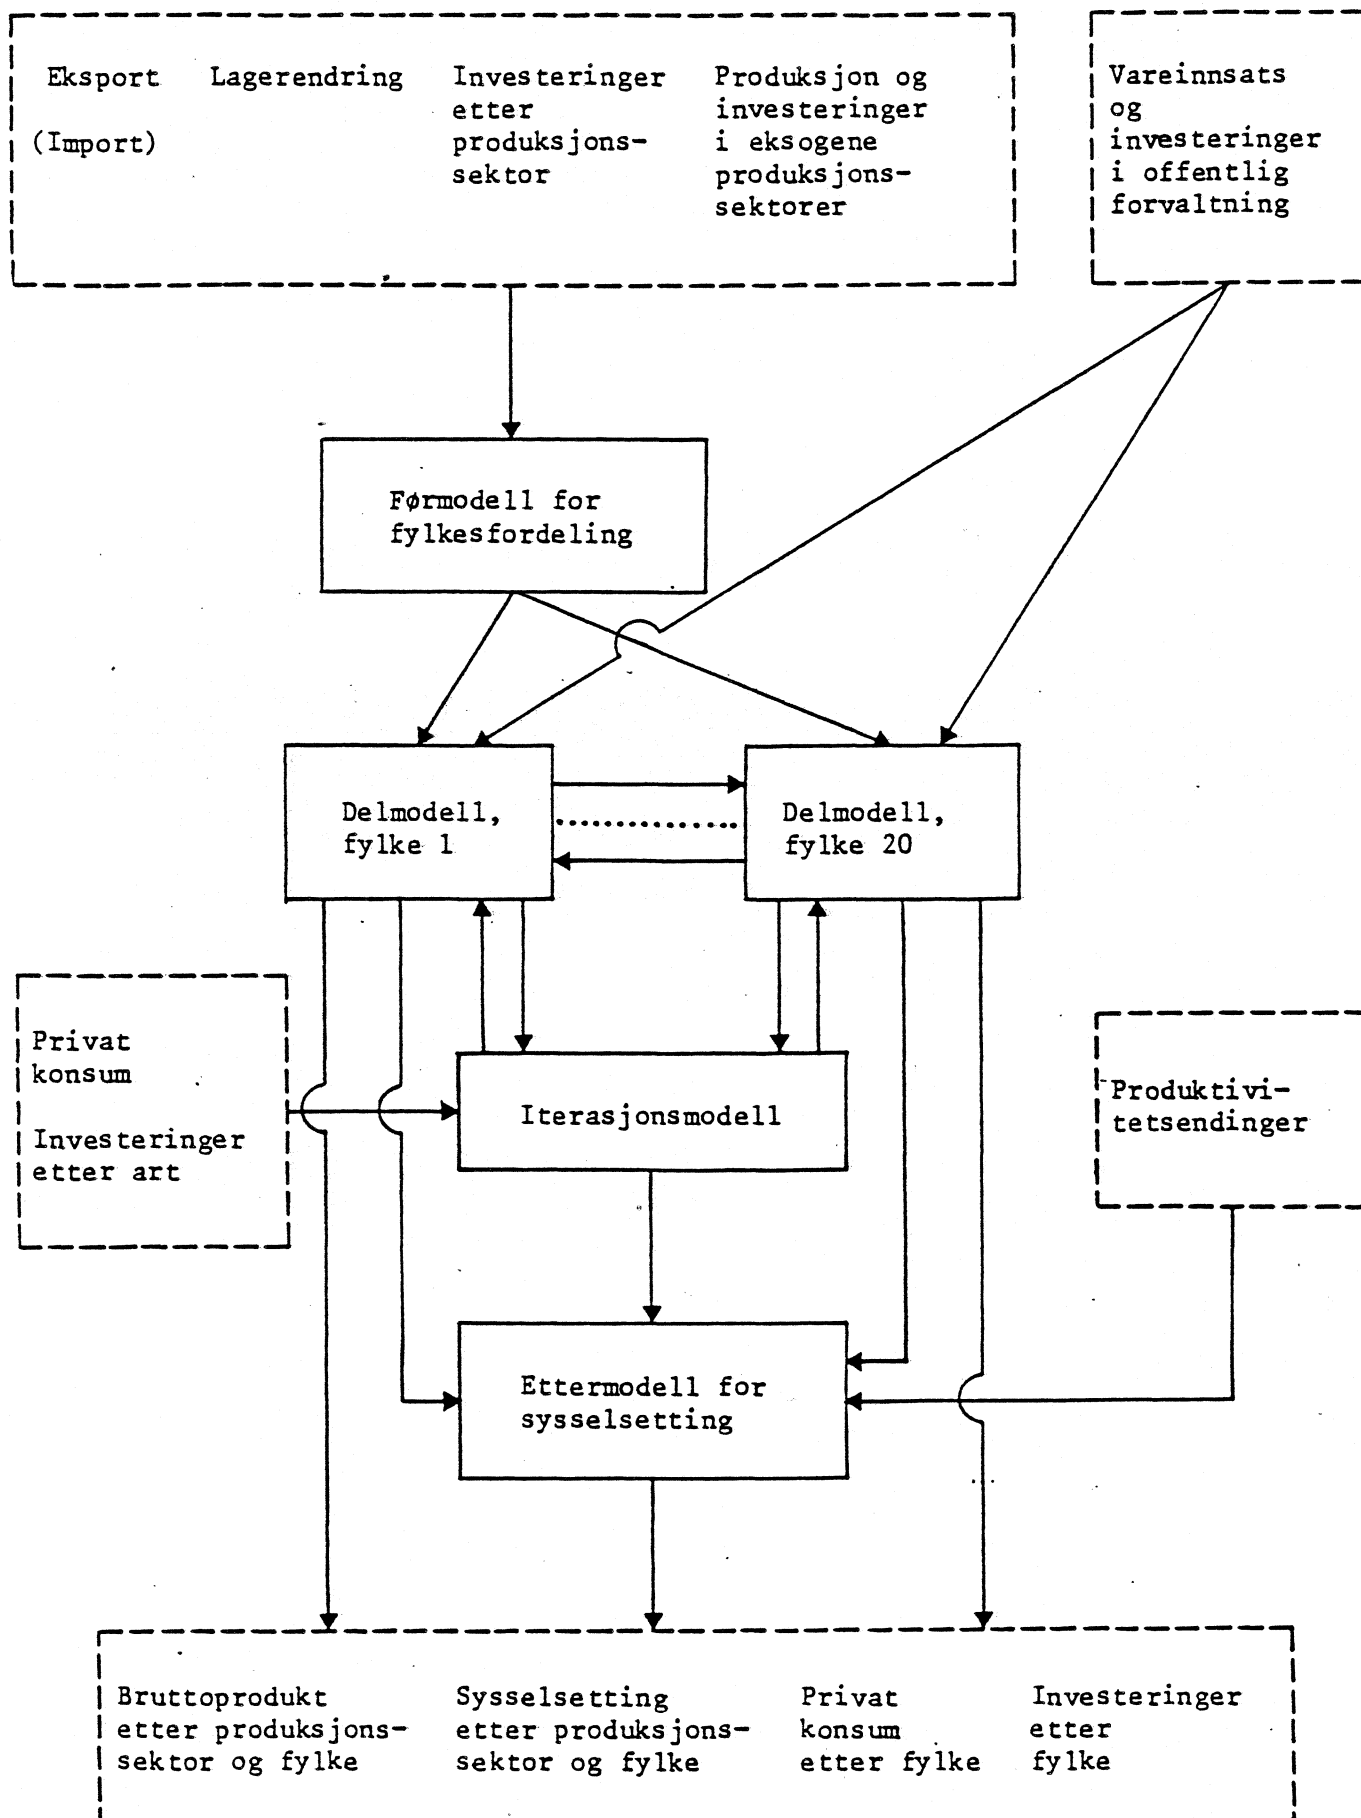 Eksport
(Import)
Lagerendring
Investeringer
etter
produksjons-
sektor
Produksjon og
investeringer
i eksogene
produksjons-
sektorer
Vareinnsats
og
investeringer
i offentlig
forvaltning
Førmodell for
fylkesfordeling
Delmodell,
fylke 1
Delmodell,
fylke 20
Privat
konsum
Investeringer
etter art
Iterasjonsmodell
Produktivi-
tetsendinger
Ettermodell for
sysselsetting
Bruttoprodukt
etter produksjons-
sektor og fylke
Sysselsetting
etter produksjons-
sektor og fylke
Privat
konsum
etter fylke
Investeringer
etter
fylke